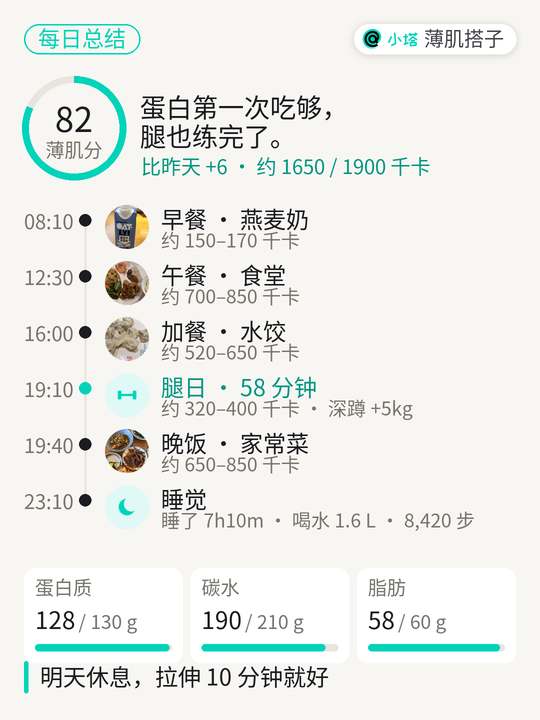 每日总结
小塔 薄肌搭子
82
薄肌分
蛋白第一次吃够，
腿也练完了。
比昨天 +6 · 约 1650 / 1900 千卡
08:10 早餐 · 燕麦奶
约 150–170 千卡
12:30 午餐 · 食堂
约 700–850 千卡
16:00 加餐 · 水饺
约 520–650 千卡
19:10 腿日 · 58 分钟
约 320–400 千卡 · 深蹲 +5kg
19:40 晚饭 · 家常菜
约 650–850 千卡
23:10 睡觉
睡了 7h10m · 喝水 1.6 L · 8,420 步
蛋白质 碳水 脂肪
128 / 130 g 190 / 210 g 58 / 60 g
明天休息，拉伸 10 分钟就好